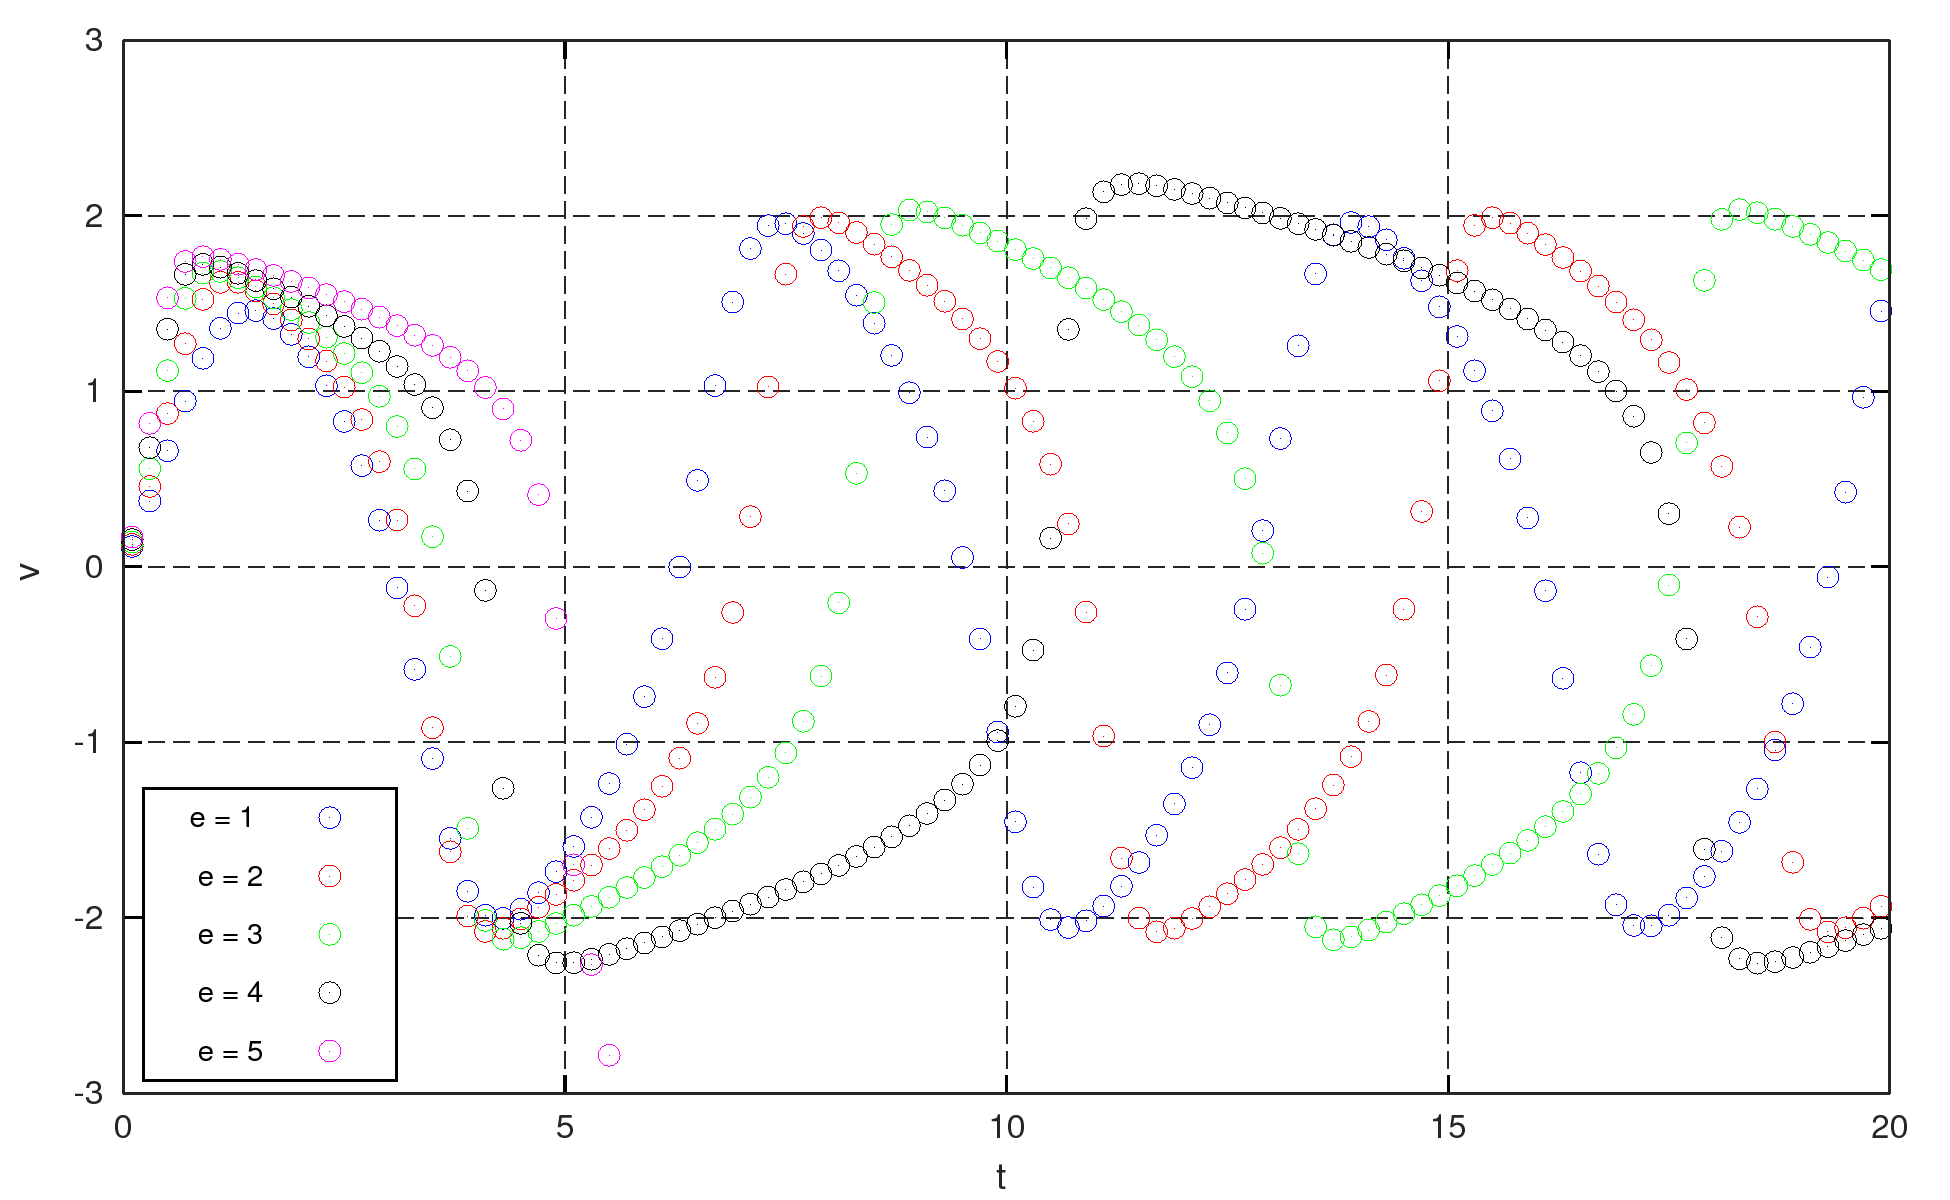 3
2
1
0
-1
-2
-3
v
e = 1
e = 2
e = 3
e = 4
e = 5
0 5 10 15 20
t